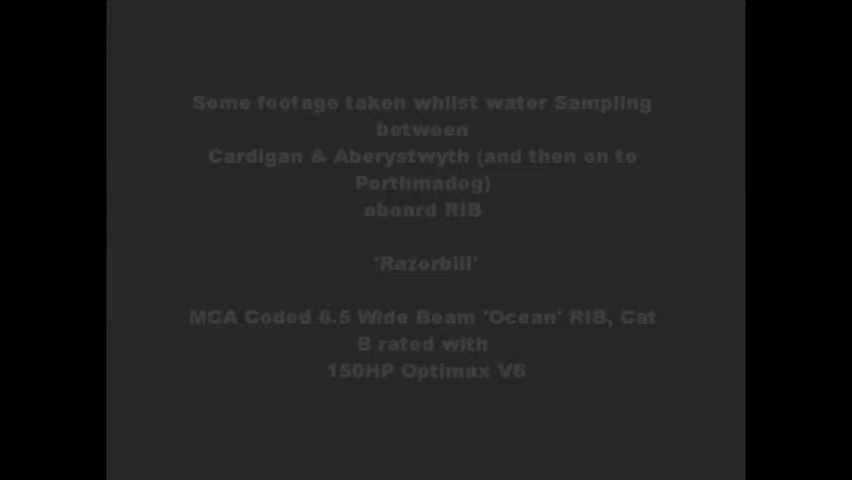 Some footage taken whilst water Sampling
between
Cardigan & Aberystwyth (and then on to
Porthmadog)
aboard RIB
'Razorbill'
MCA Coded 6.5 Wide Beam 'Ocean' RIB, Cat
B rated with
150HP Optimax V6